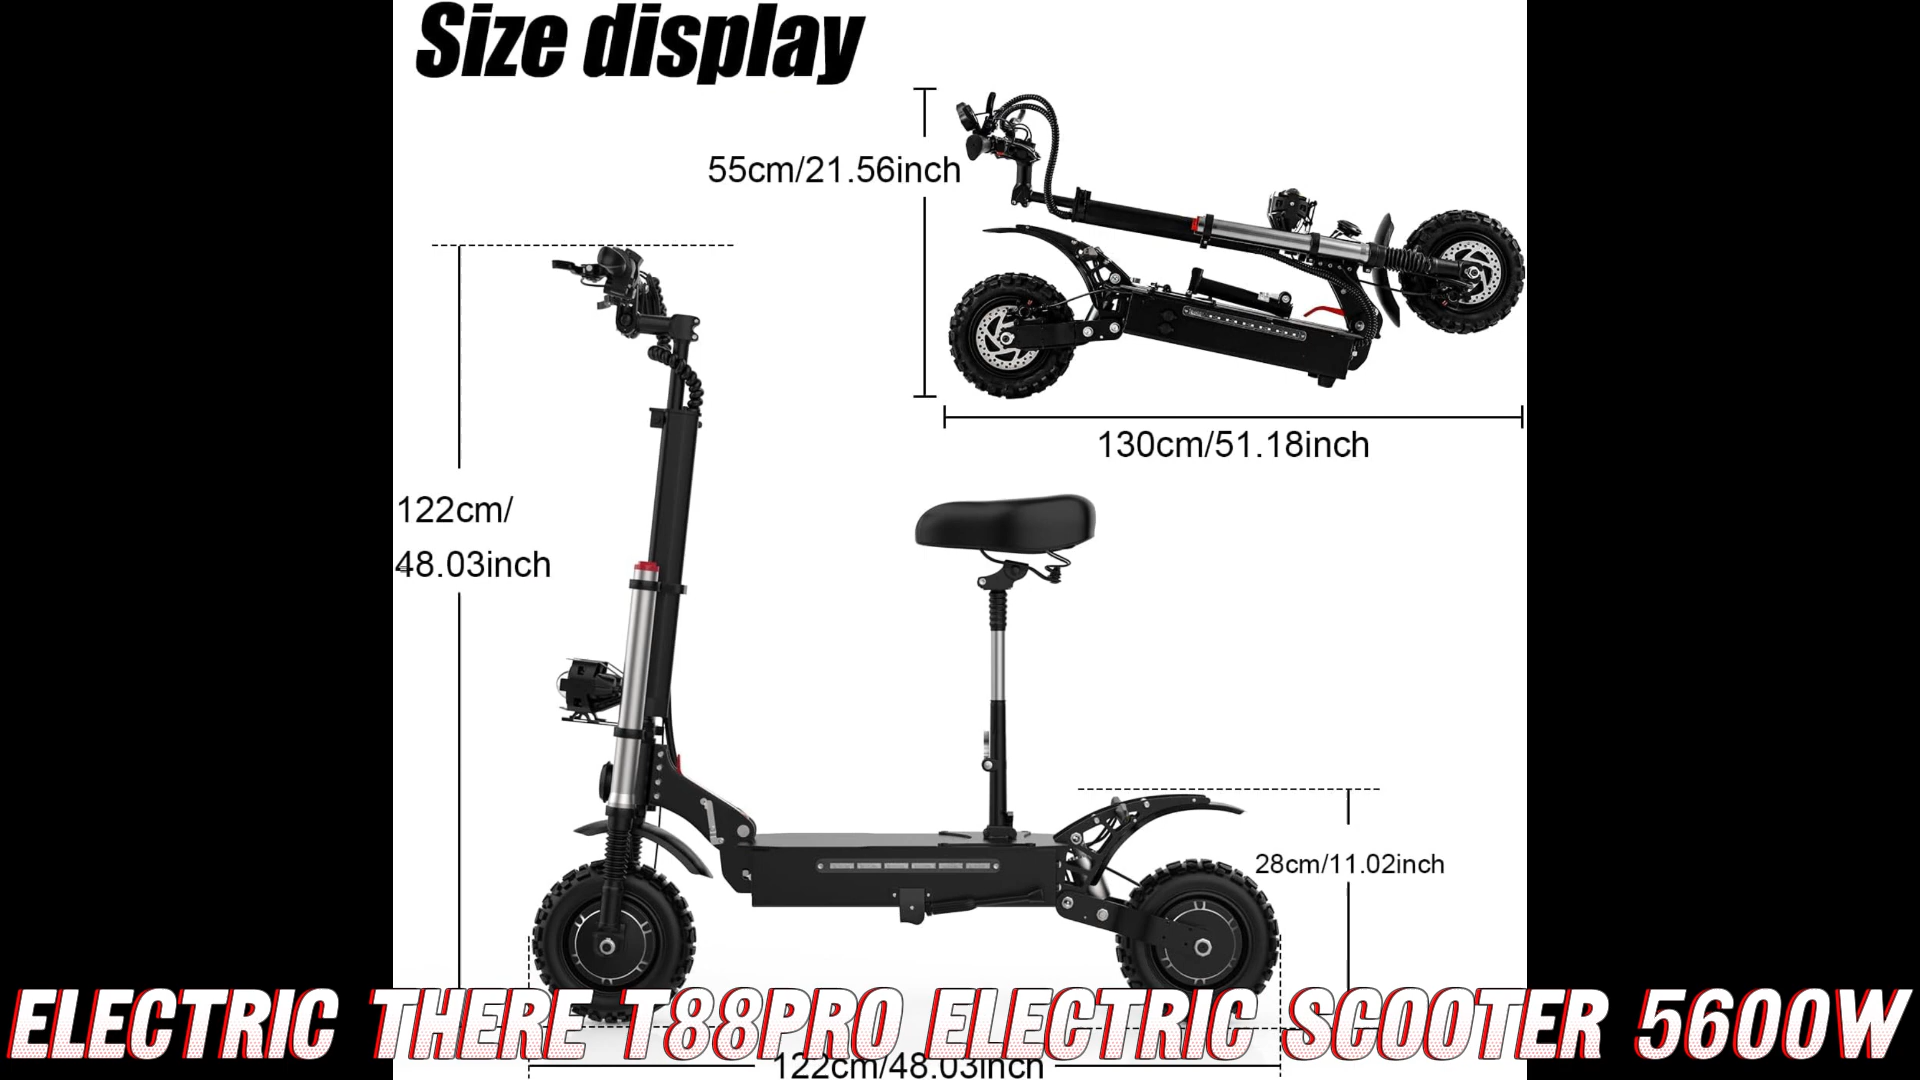 Size display
55cm/21.56inch
130cm/51.18inch
122cm/
48.03inch
28cm/11.02inch
ELECTRIC THERE T88PRO ELECTRIC SCOOTER 5600W
122cm/48.03inch